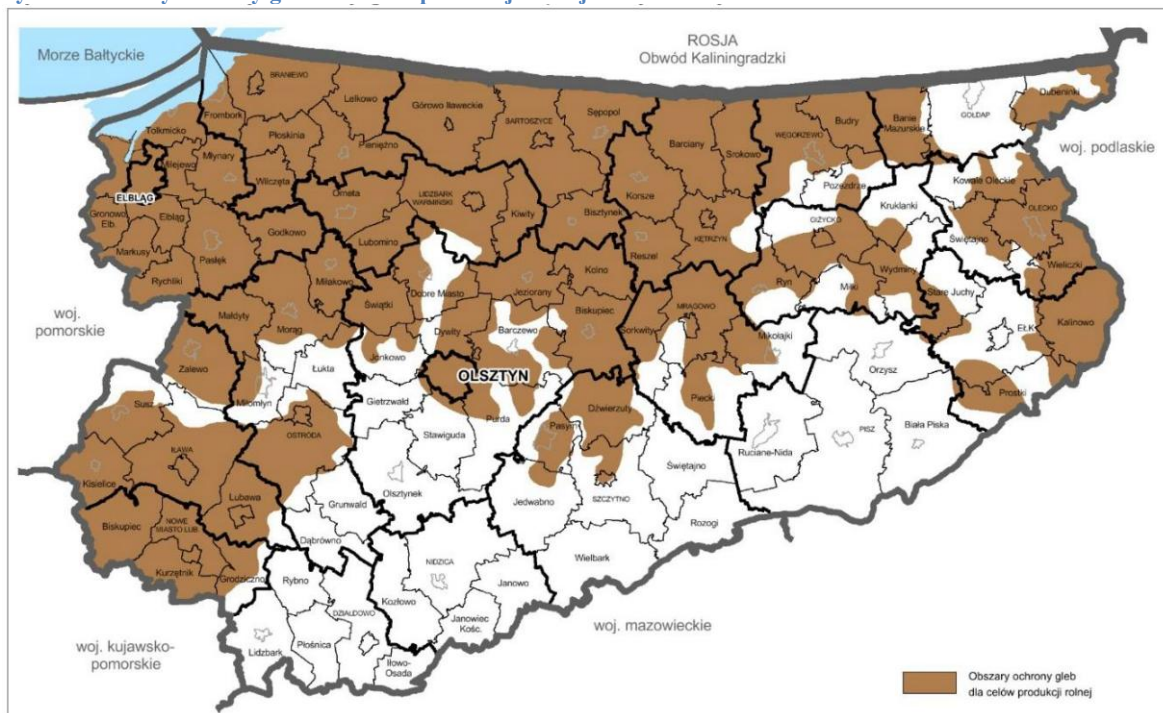 Morze Bałtyckie
ROSJA
Obwód Kaliningradzki
BRANIEWO
Frombork
Lelkowo
Górowo Iławeckie
BARTOSZYCE
Sępopol
Budry
WĘGORZEWO
Banie
Mazurskie
GOŁDAP
Dubeninki
Tolkmicko
Płoskinia
Pieniężno
Barciany
Srokowo
woj. podlaskie
Milejewo
Młynary
Wilczęta
ELBLĄG
Orneta
LIDZBARK
WARMIŃSKI
Kiwity
Bisztynek
Korsze
KĘTRZYN
Pozezdrze
Kruklanki
Kowale Oleckie
OLECKO
Gronowo
Elb.
Elbląg
Markusy
Pasłęk
Godkowo
Lubomino
GIŻYCKO
Świętajno
Wieliczki
Rychliki
Miłakowo
Świątki
Dobre Miasto
Jeziorany
Kolno
Reszel
Ryn
Miłki
Wydminy
Stare Juchy
woj.
pomorskie
Małdyty
Morąg
Dywity
Barczewo
Biskupiec
Sorkwity
MRĄGOWO
Mikołajki
EŁK
Kalinowo
Zalewo
Łukta
Jonkowo
OLSZTYN
Orzysz
Miłomłyn
Gietrzwałd
Purda
Dźwierzuty
Piecki
Prostki
Susz
OSTRÓDA
Stawiguda
Pasym
Ruciane-Nida
PISZ
Biała Piska
IŁAWA
Kisielice
Lubawa
Grunwald
Olsztynek
Jedwabno
SZCZYTNO
Świętajno
Biskupiec
NOWE
MIASTO LUB.
Dąbrówno
Rozogi
Kurzętnik
Grodziczno
Rybno
NIDZICA
Wielbark
Janowo
DZIAŁDOWO
Kozłowo
Janowiec
Kośc.
woj. mazowieckie
woj. kujawsko-
pomorskie
Lidzbark
Płośnica
Iłowo-
Osada
Obszary ochrony gleb
dla celów produkcji rolnej